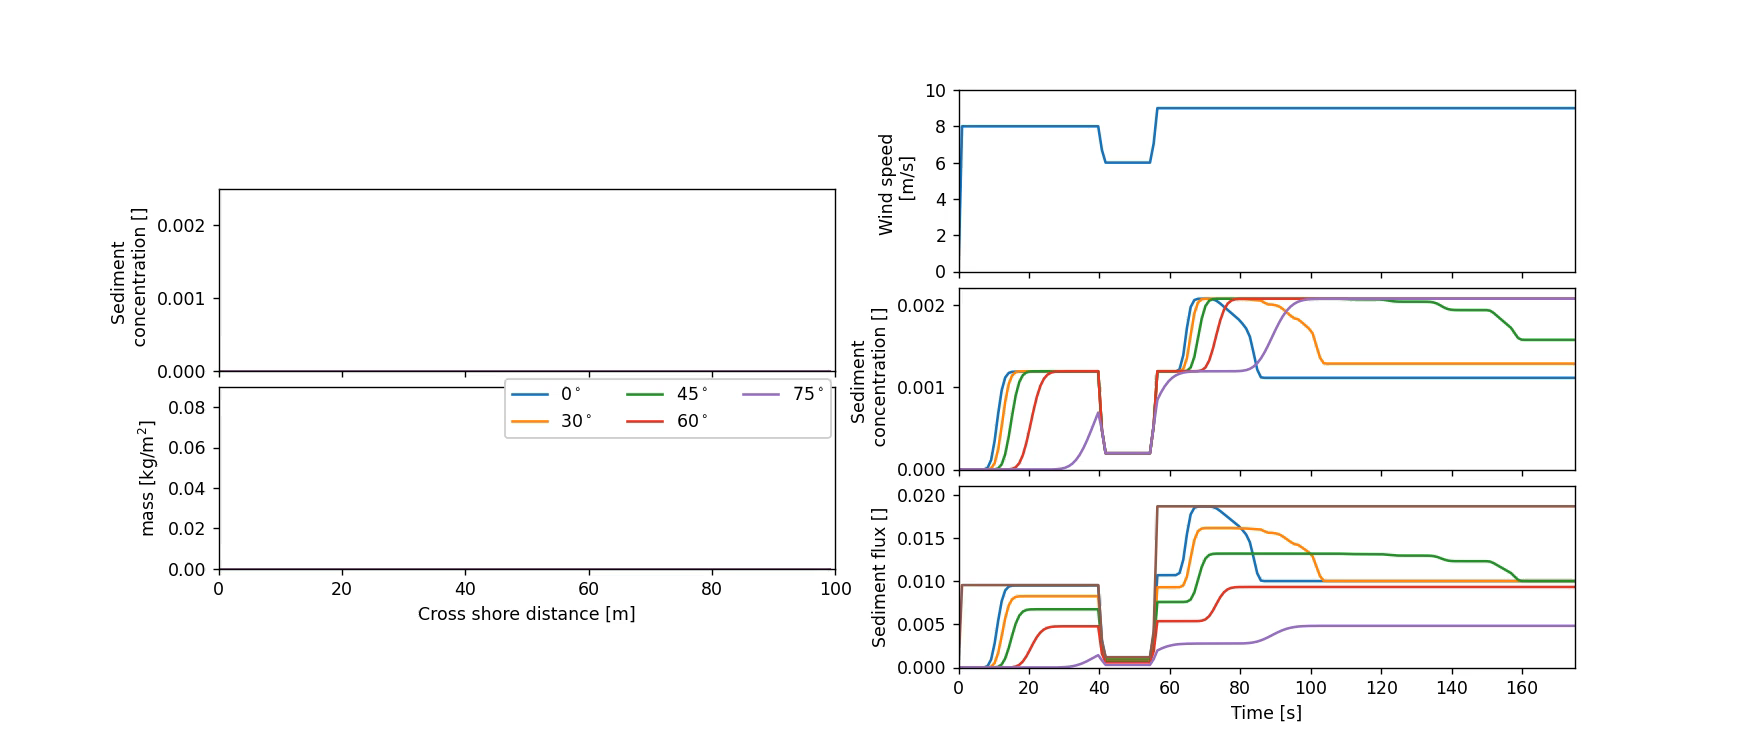 Sediment
concentration []
0.002
0.001
0.000
mass [kg/m²]
0.08
0.06
0.04
0.02
0.00
0 20 40 60 80 100
Cross shore distance [m]
0° 45° 75°
30° 60°
Wind speed
[m/s]
10
8
6
4
2
0
Sediment
concentration []
0.002
0.001
0.000
Sediment flux []
0.020
0.015
0.010
0.005
0.000
0 20 40 60 80 100 120 140 160
Time [s]